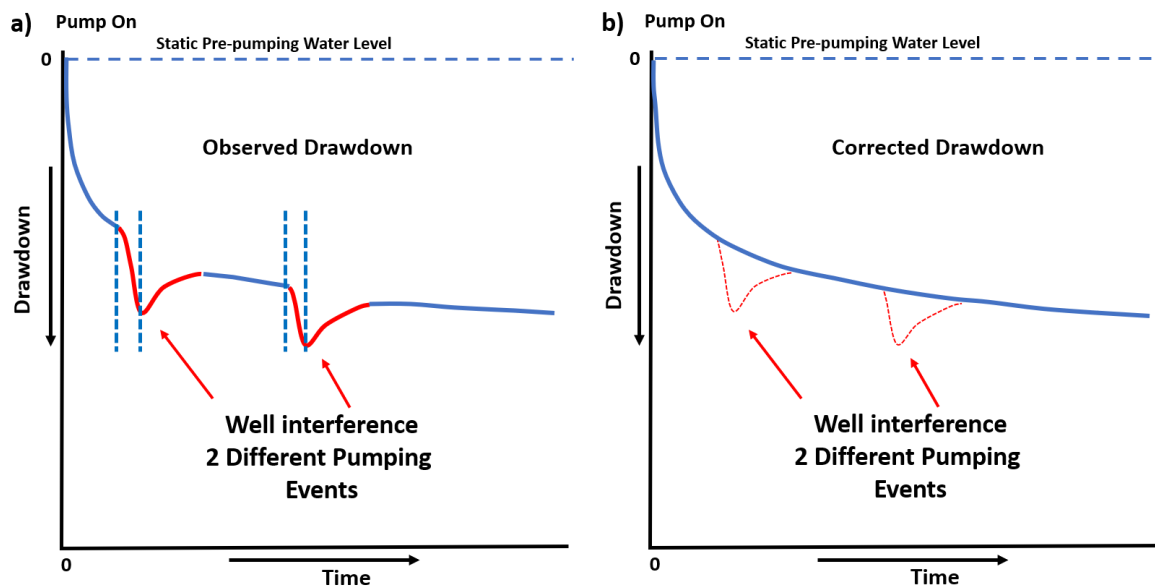 a)
Pump On
Static Pre-pumping Water Level
0
Observed Drawdown
Drawdown
Well interference
2 Different Pumping
Events
0
Time
b)
Pump On
Static Pre-pumping Water Level
0
Corrected Drawdown
Drawdown
Well interference
2 Different Pumping
Events
0
Time